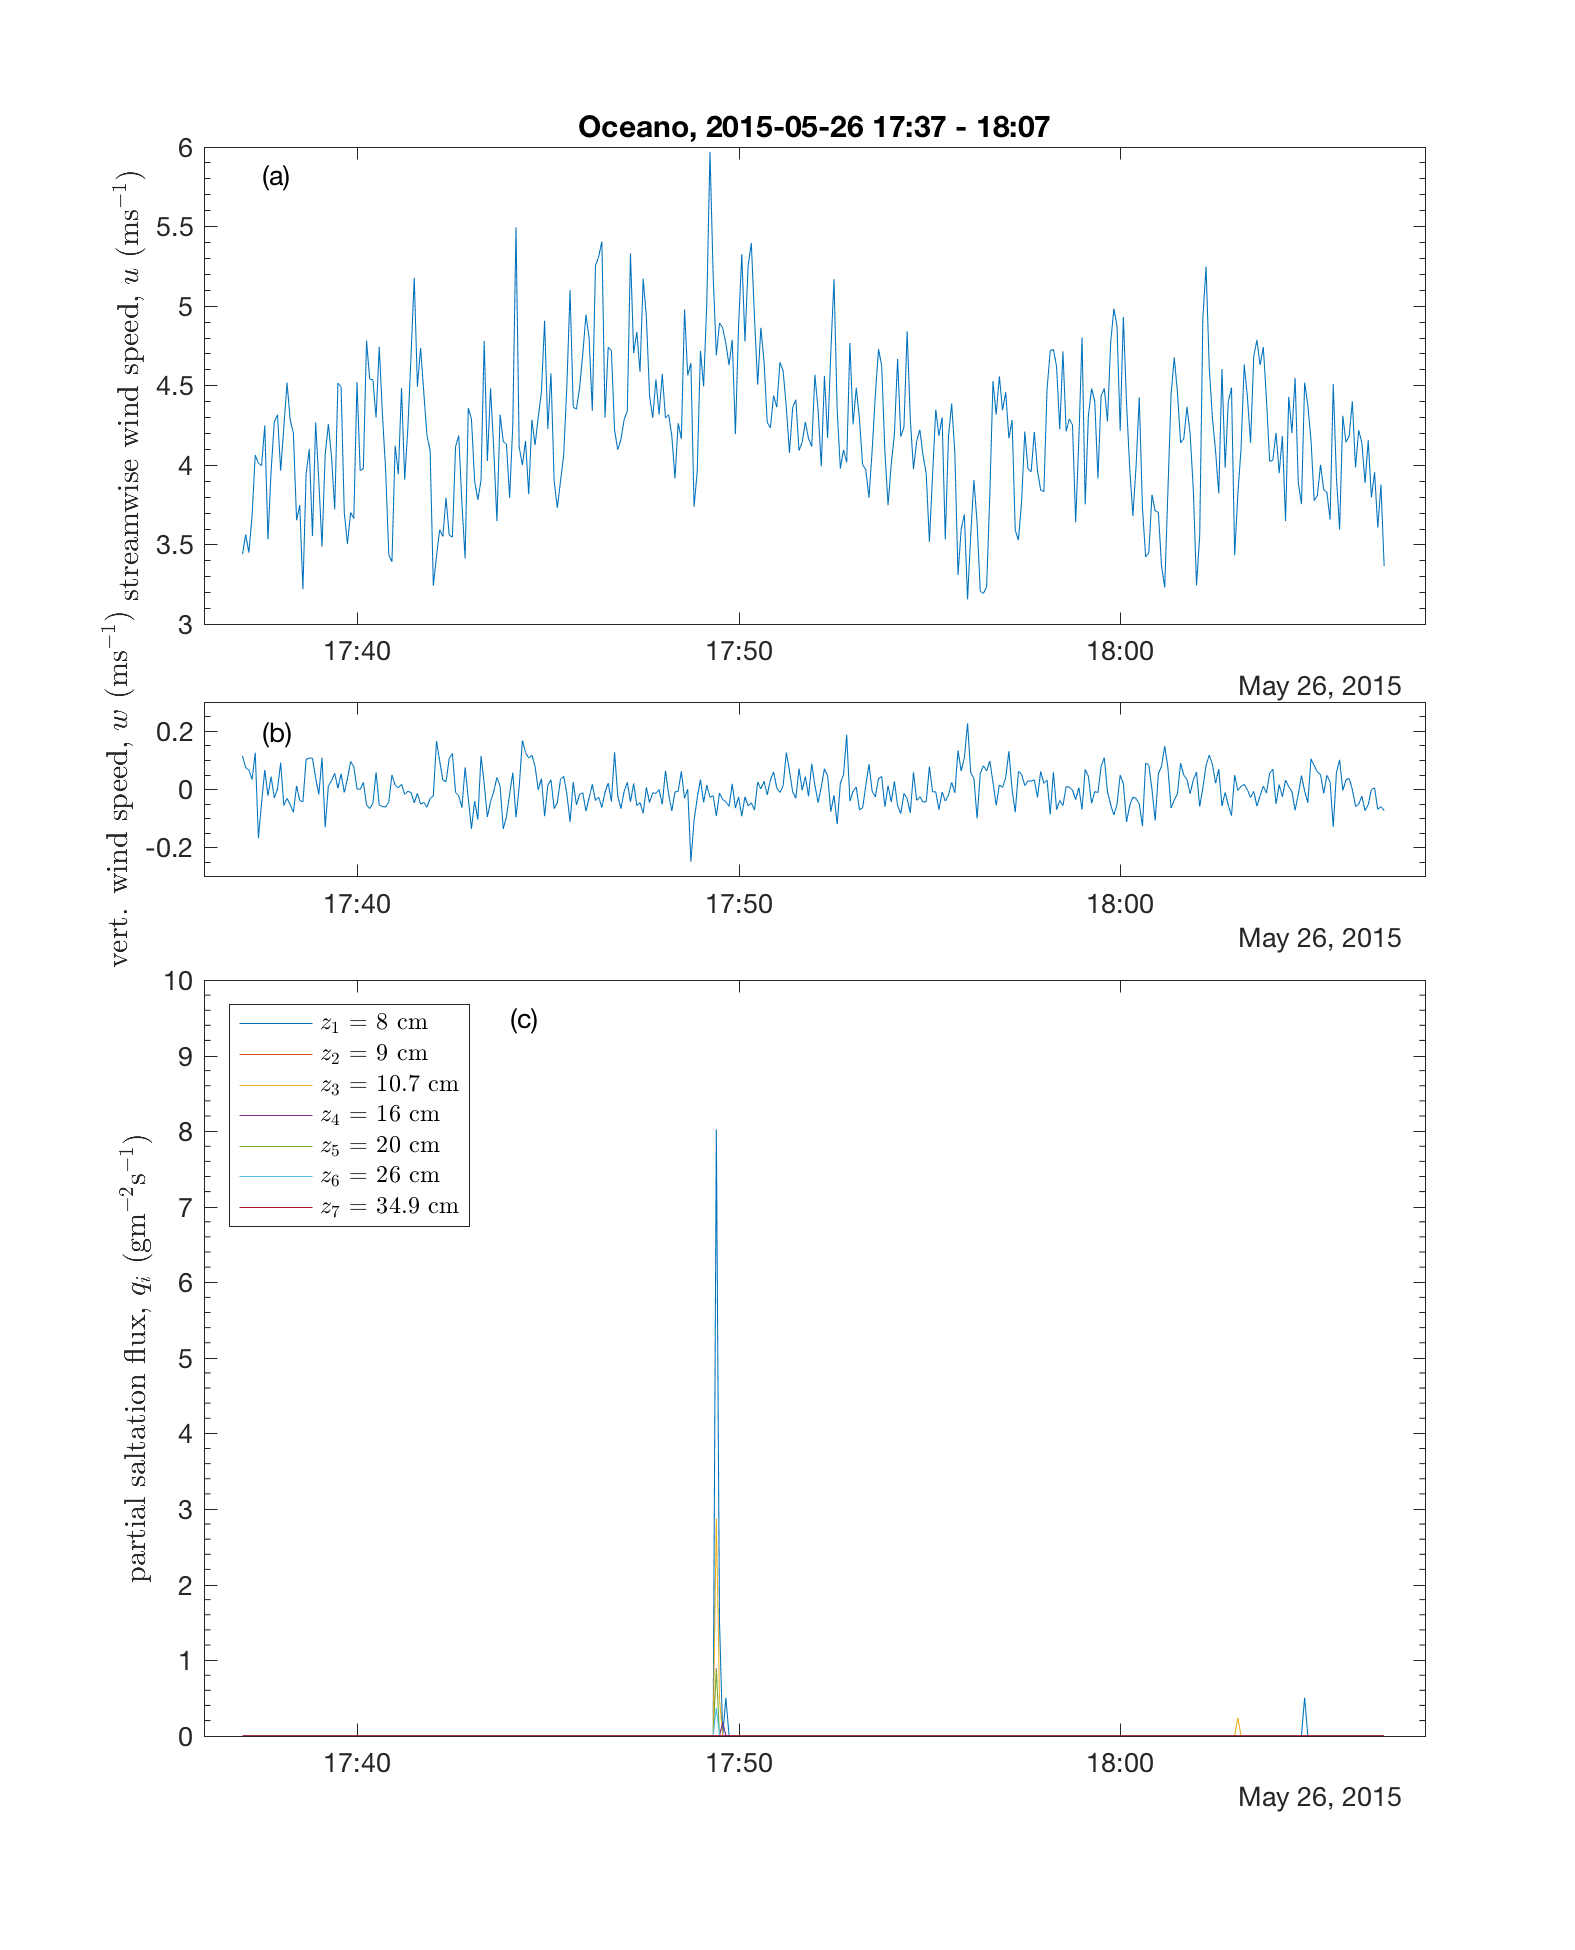 Oceano, 2015-05-26 17:37 - 18:07
(a)
streamwise wind speed, u (ms⁻¹)
6
5.5
5
4.5
4
3.5
3
17:40 17:50 18:00
May 26, 2015
(b)
vert. wind speed, w (ms⁻¹)
0.2
0
-0.2
17:40 17:50 18:00
May 26, 2015
(c)
partial saltation flux, qᵢ (gm⁻²s⁻¹)
10
9
8
7
6
5
4
3
2
1
0
z₁ = 8 cm
z₂ = 9 cm
z₃ = 10.7 cm
z₄ = 16 cm
z₅ = 20 cm
z₆ = 26 cm
z₇ = 34.9 cm
17:40 17:50 18:00
May 26, 2015